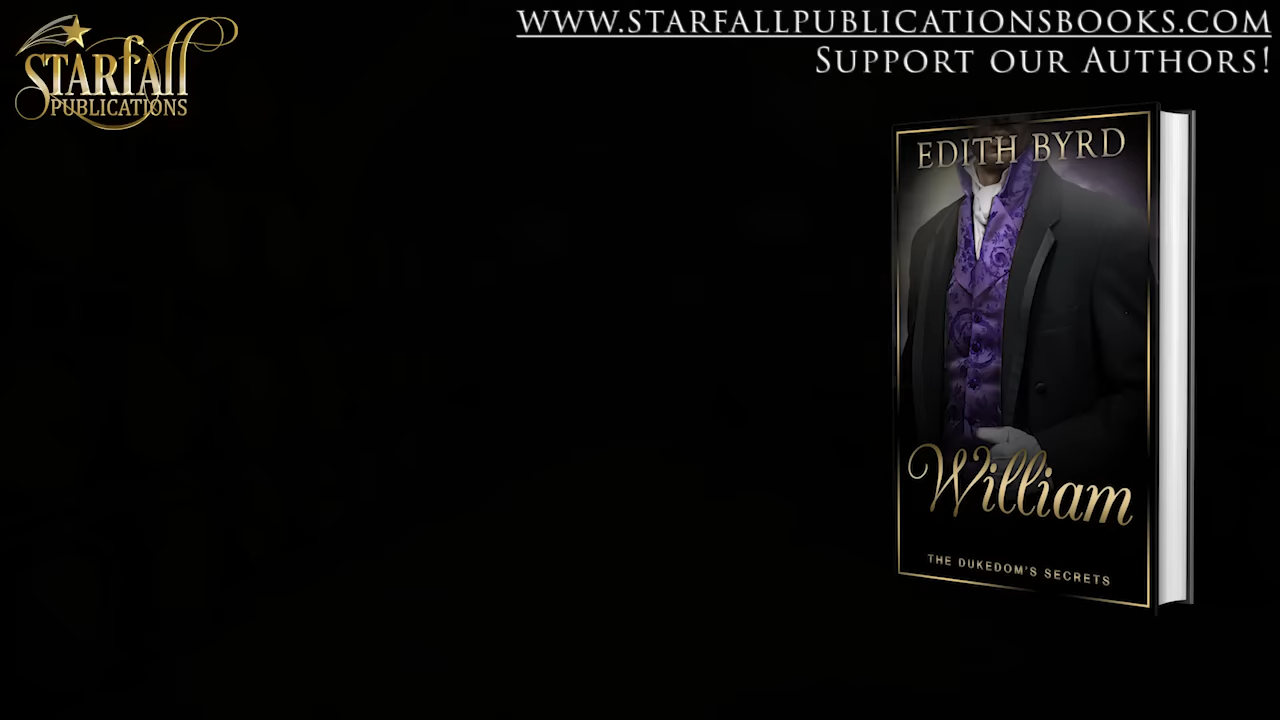 STARfall
PUBLICATIONS
WWW.STARFALLPUBLICATIONSBOOKS.COM
SUPPORT OUR AUTHORS!
EDITH BYRD
William
THE DUKEDOM'S SECRETS